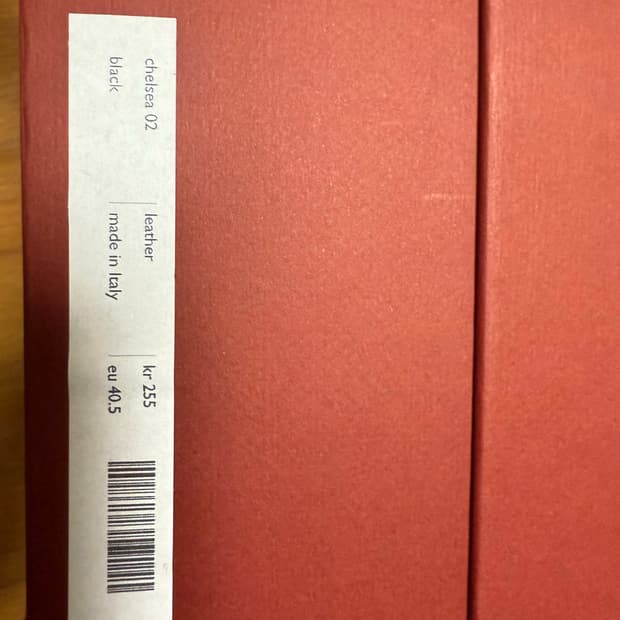 chelsea 02
black
leather
made in Italy
kr 255
eu 40.5